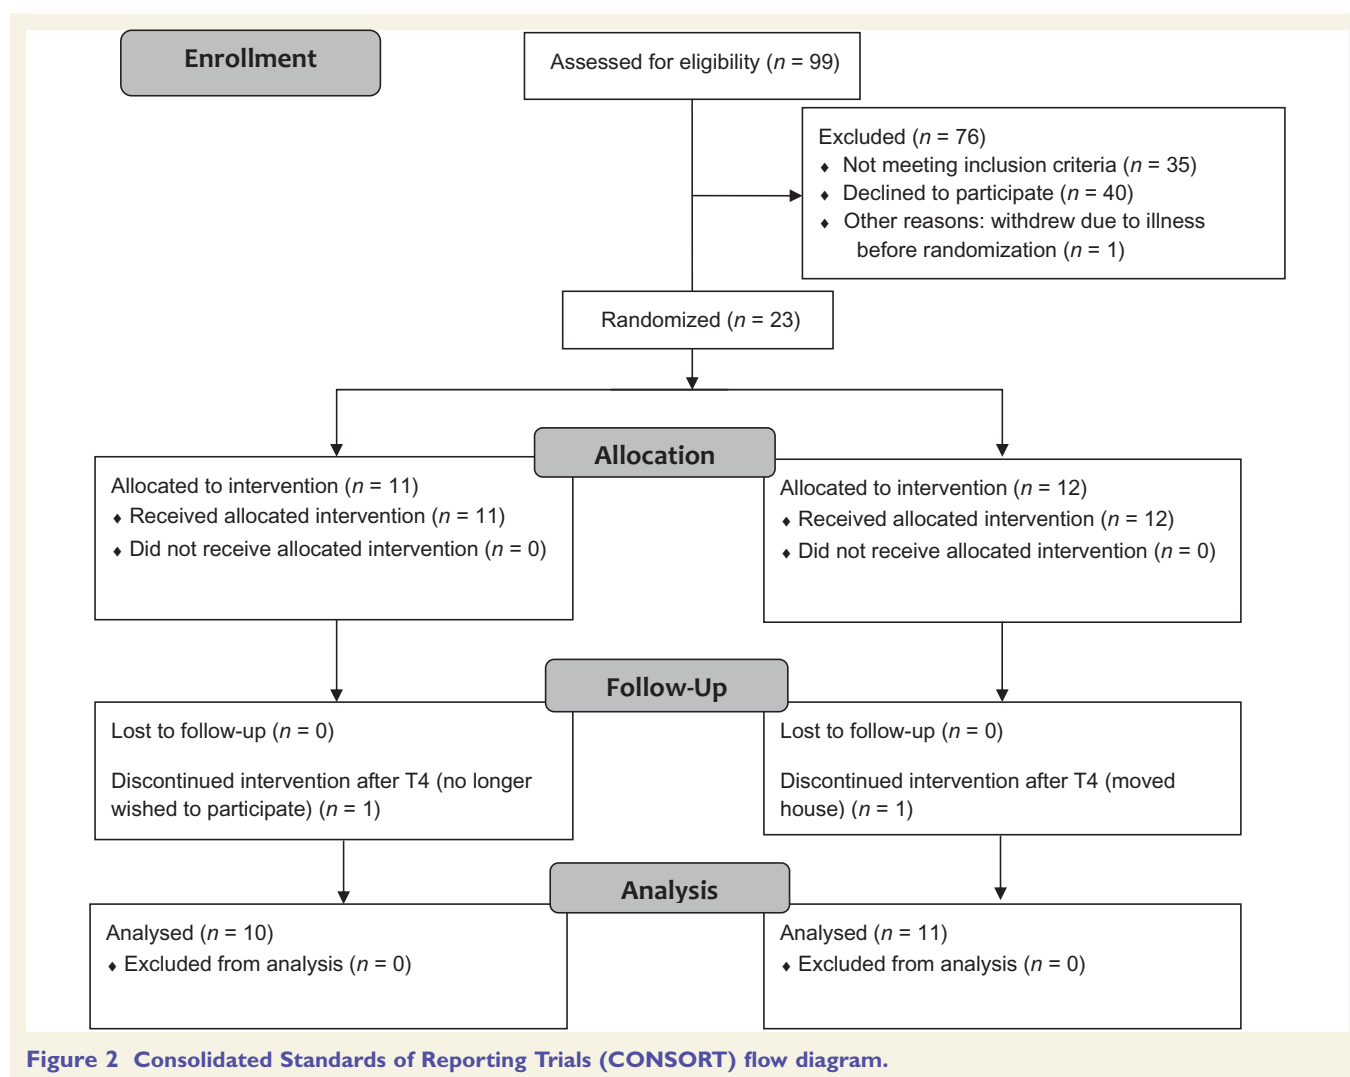 Enrollment
Assessed for eligibility (n = 99)
Excluded (n = 76)
♦ Not meeting inclusion criteria (n = 35)
♦ Declined to participate (n = 40)
♦ Other reasons: withdrew due to illness
before randomization (n = 1)
Randomized (n = 23)
Allocation
Allocated to intervention (n = 11)
♦ Received allocated intervention (n = 11)
♦ Did not receive allocated intervention (n = 0)
Allocated to intervention (n = 12)
♦ Received allocated intervention (n = 12)
♦ Did not receive allocated intervention (n = 0)
Follow-Up
Lost to follow-up (n = 0)
Discontinued intervention after T4 (no longer
wished to participate) (n = 1)
Lost to follow-up (n = 0)
Discontinued intervention after T4 (moved
house) (n = 1)
Analysis
Analysed (n = 10)
♦ Excluded from analysis (n = 0)
Analysed (n = 11)
♦ Excluded from analysis (n = 0)
Figure 2 Consolidated Standards of Reporting Trials (CONSORT) flow diagram.